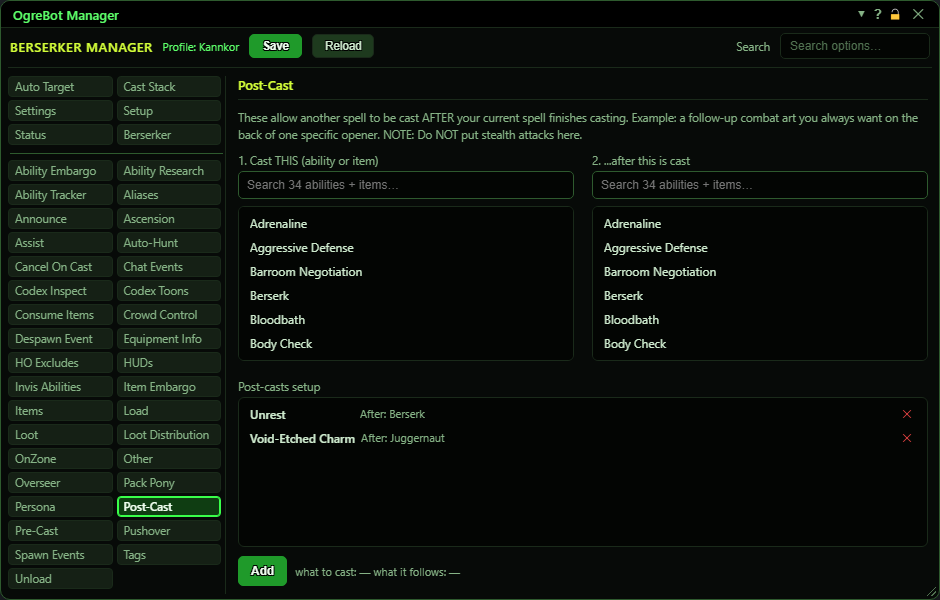 OgreBot Manager
▼ ? 🔓 ✕
BERSERKER MANAGER Profile: Kannkor Save Reload Search Search options...
Auto Target Cast Stack
Settings Setup
Status Berserker
Ability Embargo Ability Research
Ability Tracker Aliases
Announce Ascension
Assist Auto-Hunt
Cancel On Cast Chat Events
Codex Inspect Codex Toons
Consume Items Crowd Control
Despawn Event Equipment Info
HO Excludes HUDs
Invis Abilities Item Embargo
Items Load
Loot Loot Distribution
OnZone Other
Overseer Pack Pony
Persona Post-Cast
Pre-Cast Pushover
Spawn Events Tags
Unload
Post-Cast
These allow another spell to be cast AFTER your current spell finishes casting. Example: a follow-up combat art you always want on the
back of one specific opener. NOTE: Do NOT put stealth attacks here.
1. Cast THIS (ability or item)
Search 34 abilities + items...
Adrenaline
Aggressive Defense
Barroom Negotiation
Berserk
Bloodbath
Body Check
2. ...after this is cast
Search 34 abilities + items...
Adrenaline
Aggressive Defense
Barroom Negotiation
Berserk
Bloodbath
Body Check
Post-casts setup
Unrest After: Berserk ✕
Void-Etched Charm After: Juggernaut ✕
Add what to cast: — what it follows: —